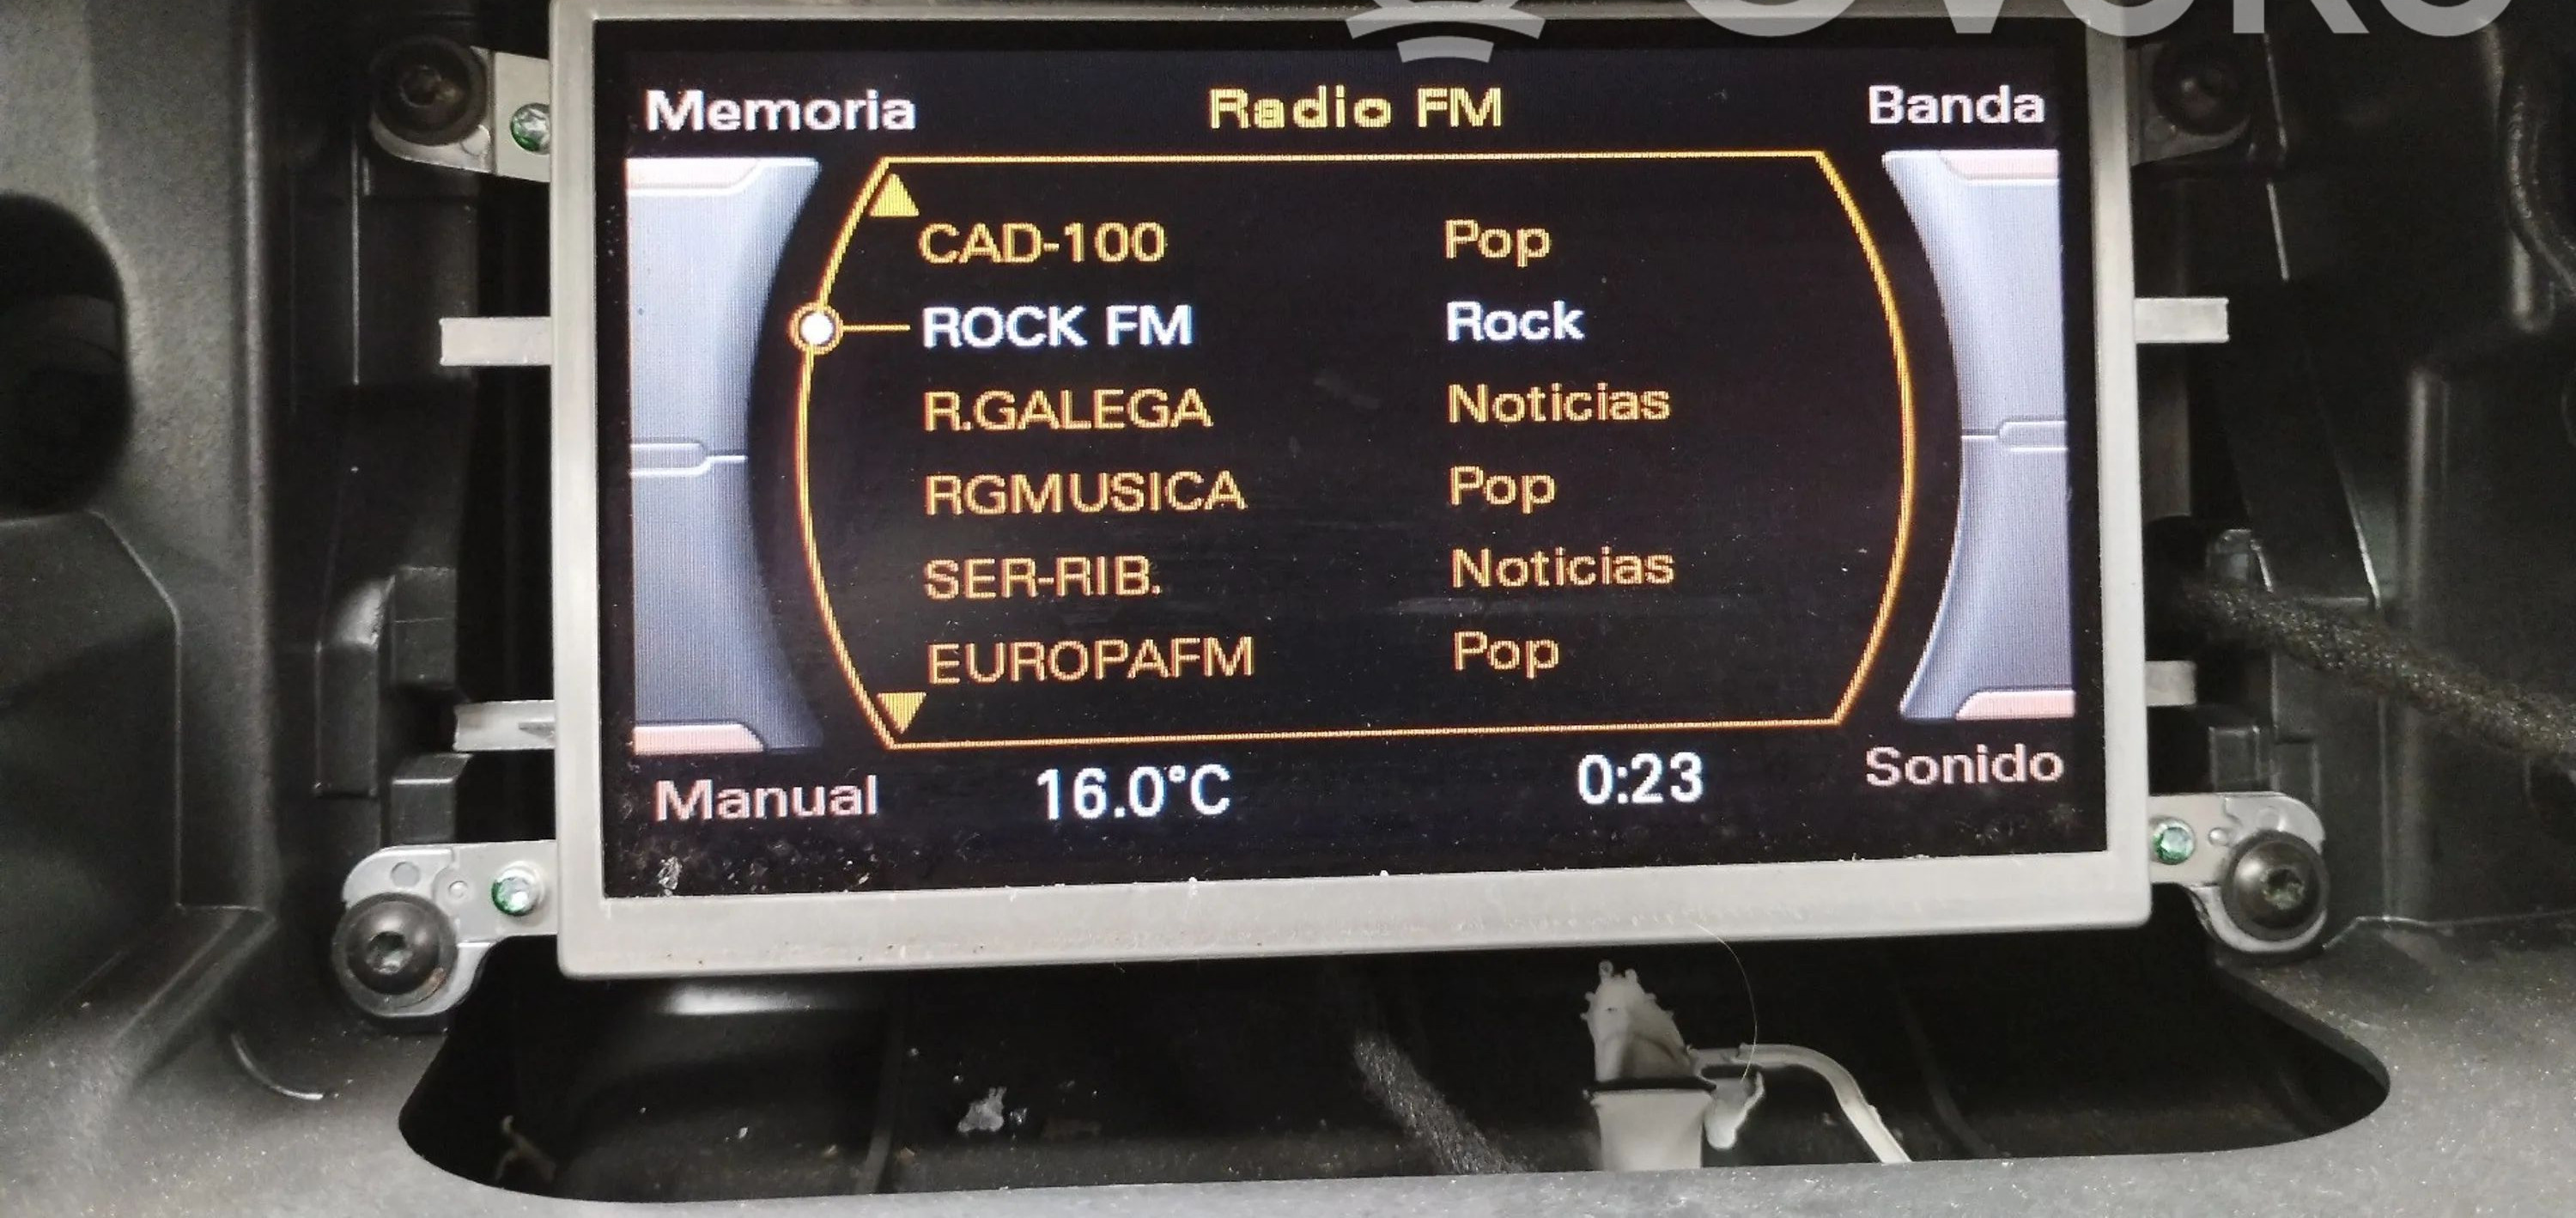 Memoria Radio FM Banda
CAD-100 Pop
ROCK FM Rock
R.GALEGA Noticias
RGMUSICA Pop
SER-RIB. Noticias
EUROPAFM Pop
Manual 16.0°C 0:23 Sonido